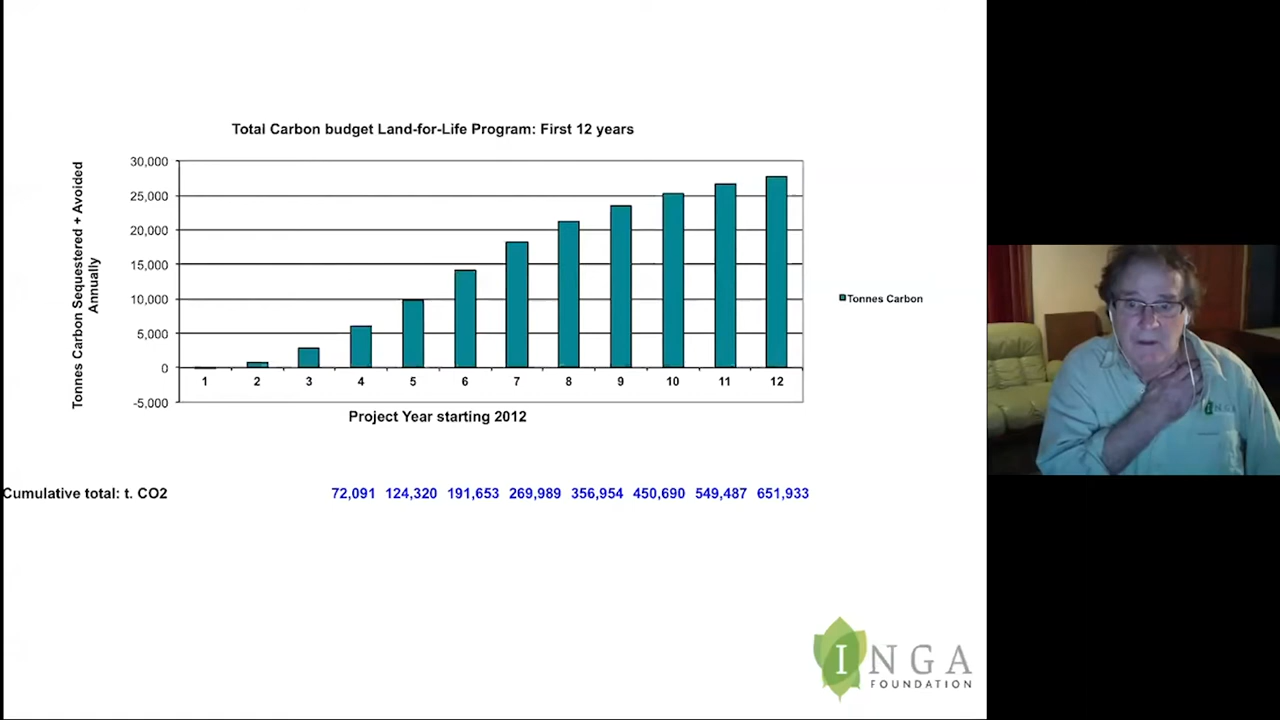 Total Carbon budget Land-for-Life Program: First 12 years
Tonnes Carbon Sequestered + Avoided
Annually
30,000
25,000
20,000
15,000
10,000
5,000
0
-5,000
1 2 3 4 5 6 7 8 9 10 11 12
Project Year starting 2012
Tonnes Carbon
Cumulative total: t. CO2 72,091 124,320 191,653 269,989 356,954 450,690 549,487 651,933
INGA
FOUNDATION
INGA